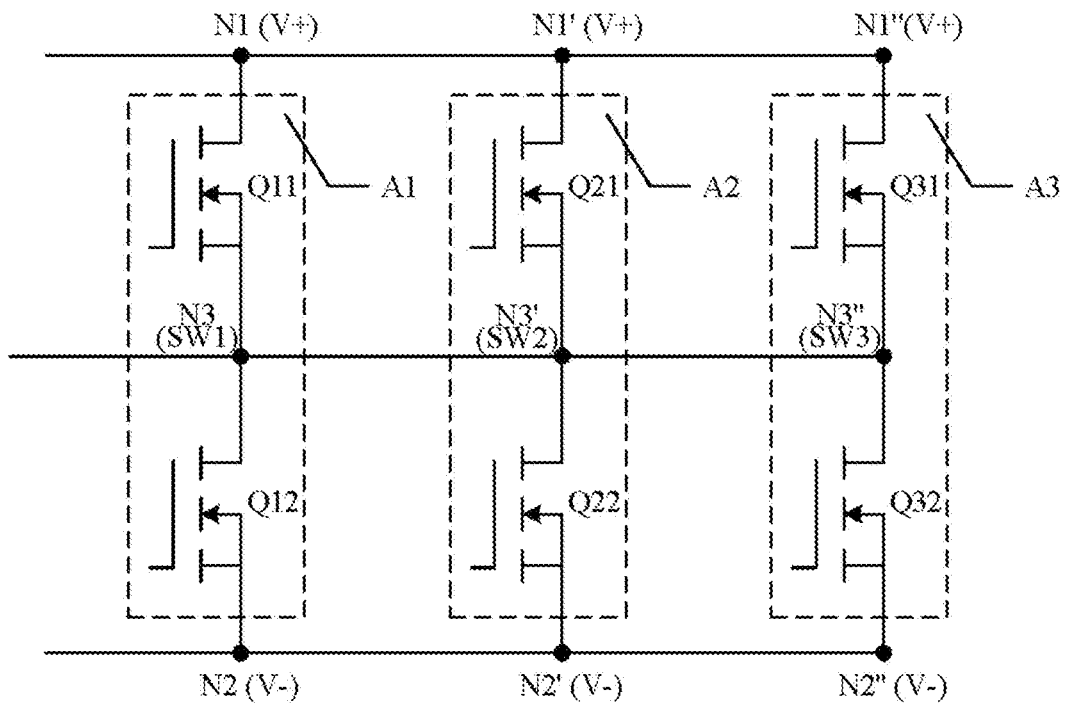 N1 (V+) N1' (V+) N1"(V+)
Q11 A1 Q21 A2 Q31 A3
N3 N3' N3"
(SW1) (SW2) (SW3)
Q12 Q22 Q32
N2 (V-) N2' (V-) N2" (V-)